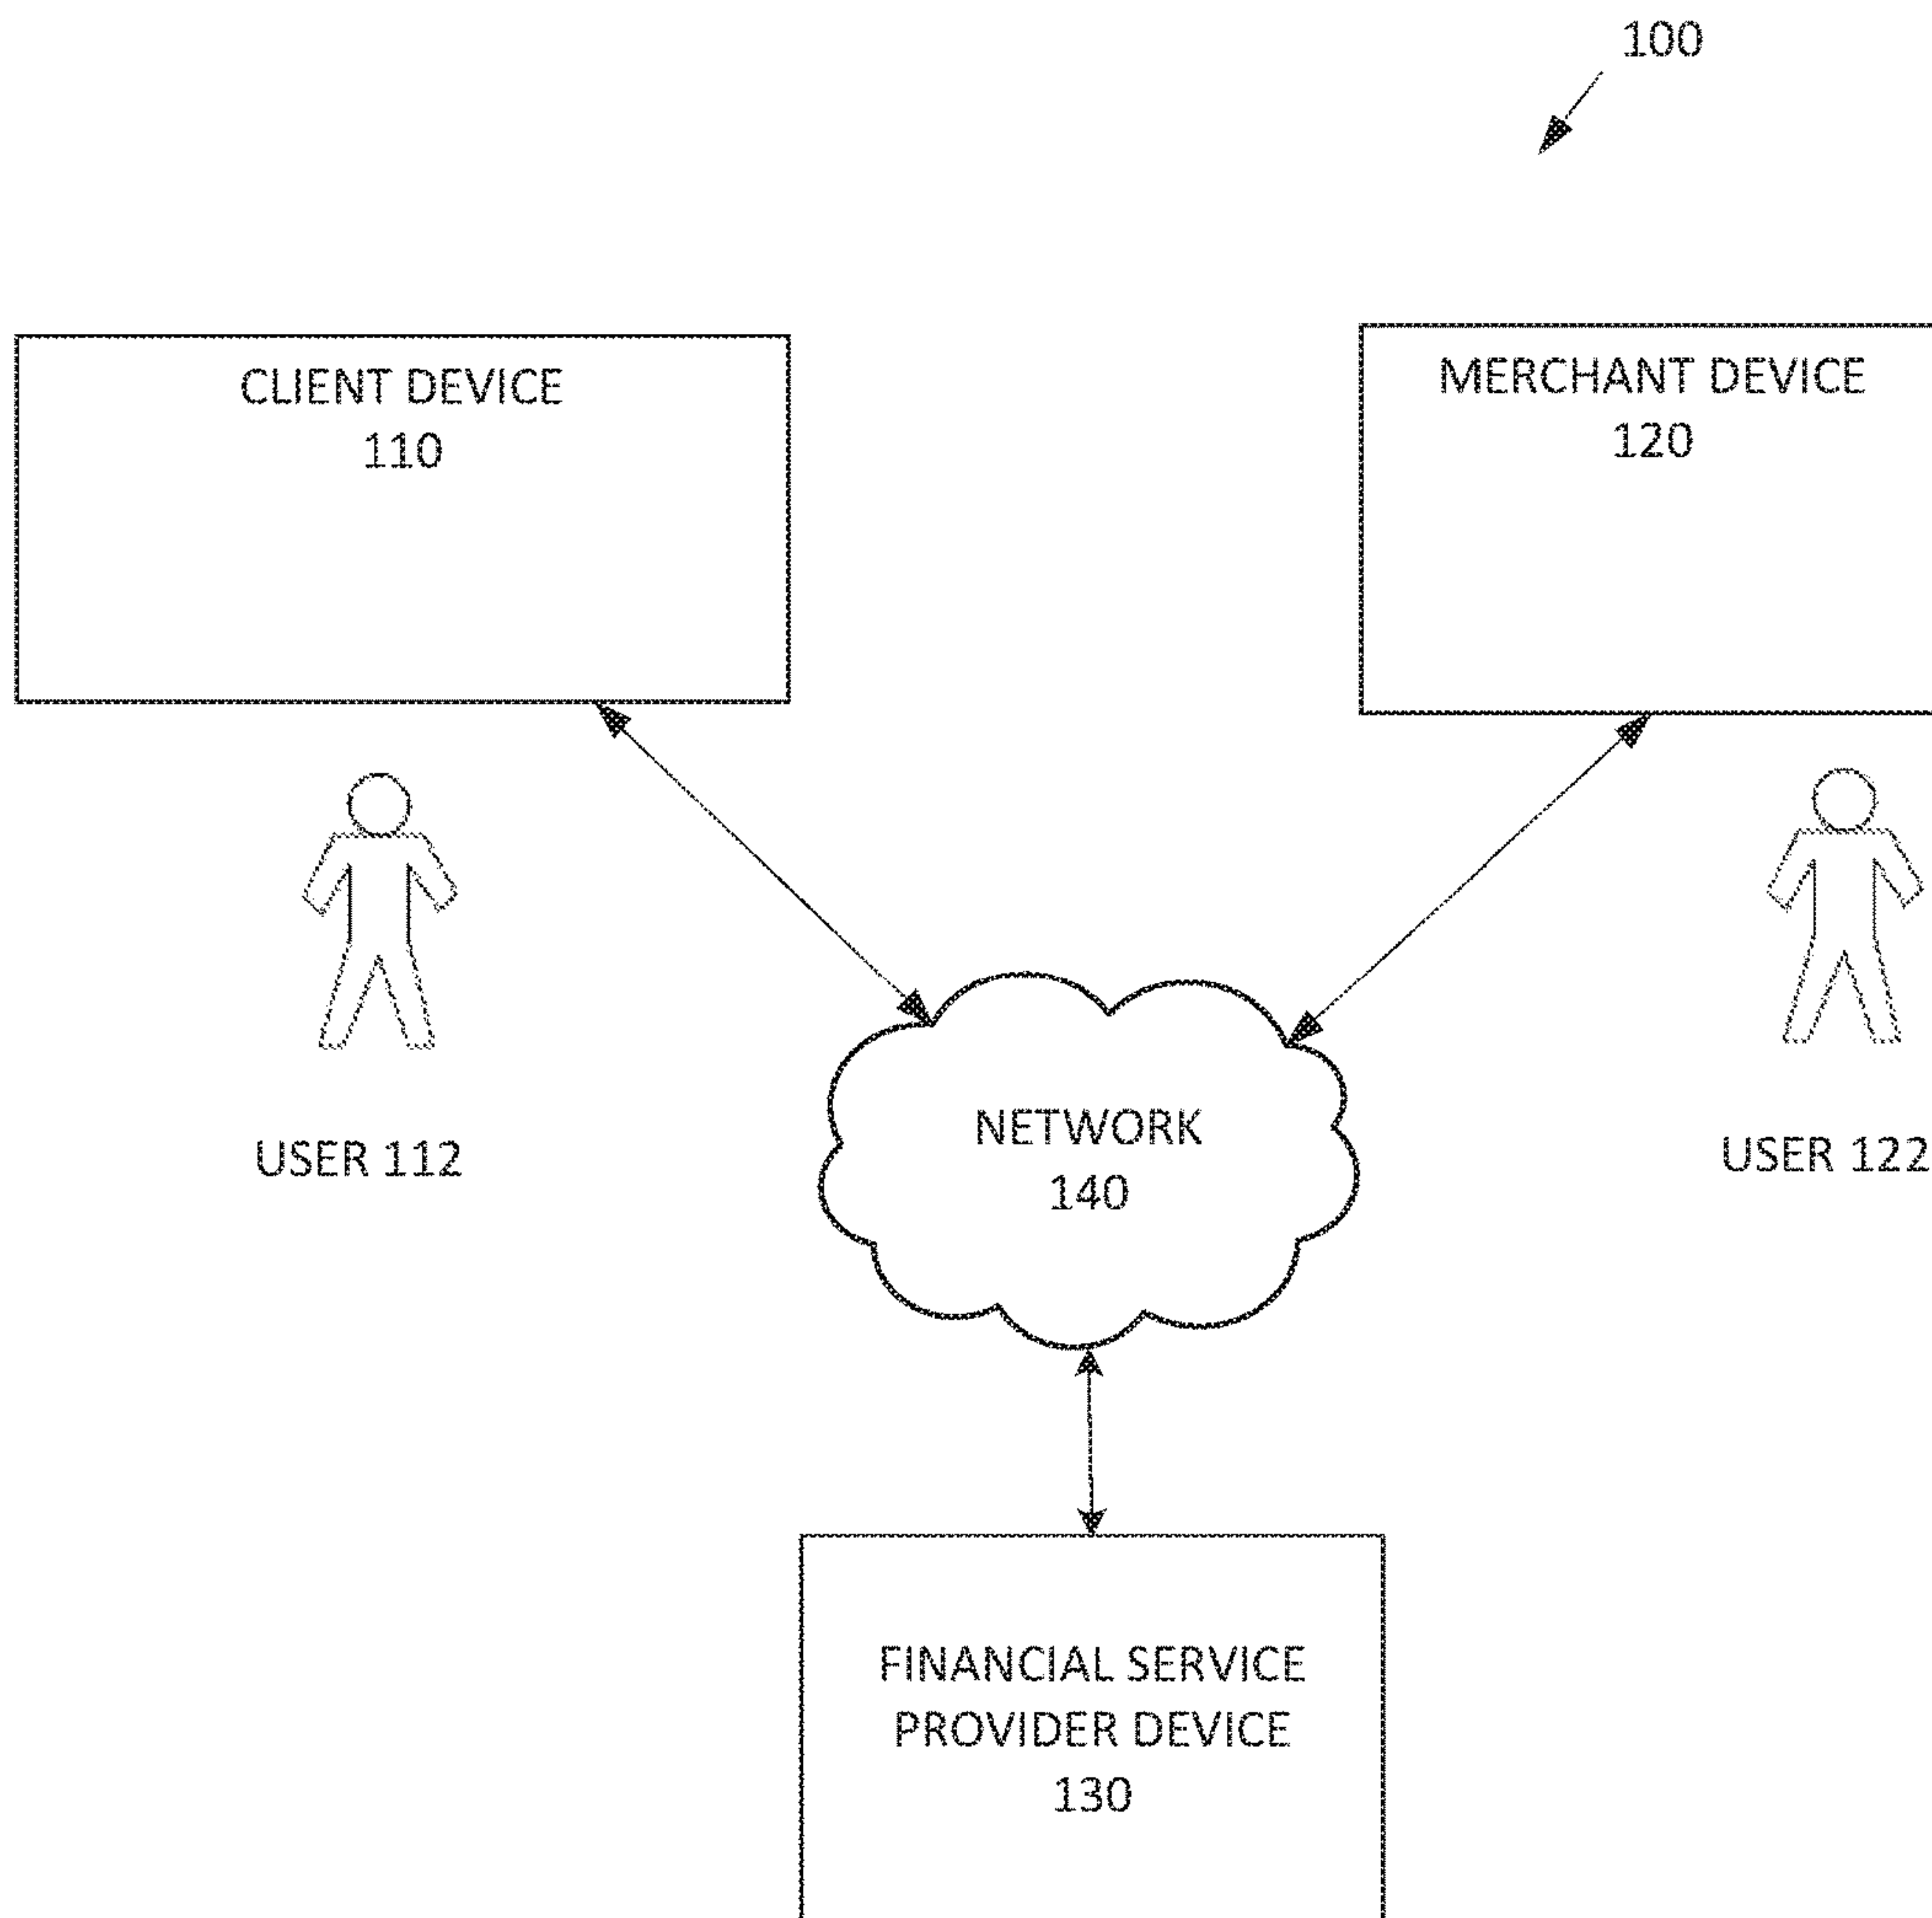 100
CLIENT DEVICE
110
MERCHANT DEVICE
120
NETWORK
140
USER 112
USER 122
FINANCIAL SERVICE
PROVIDER DEVICE
130